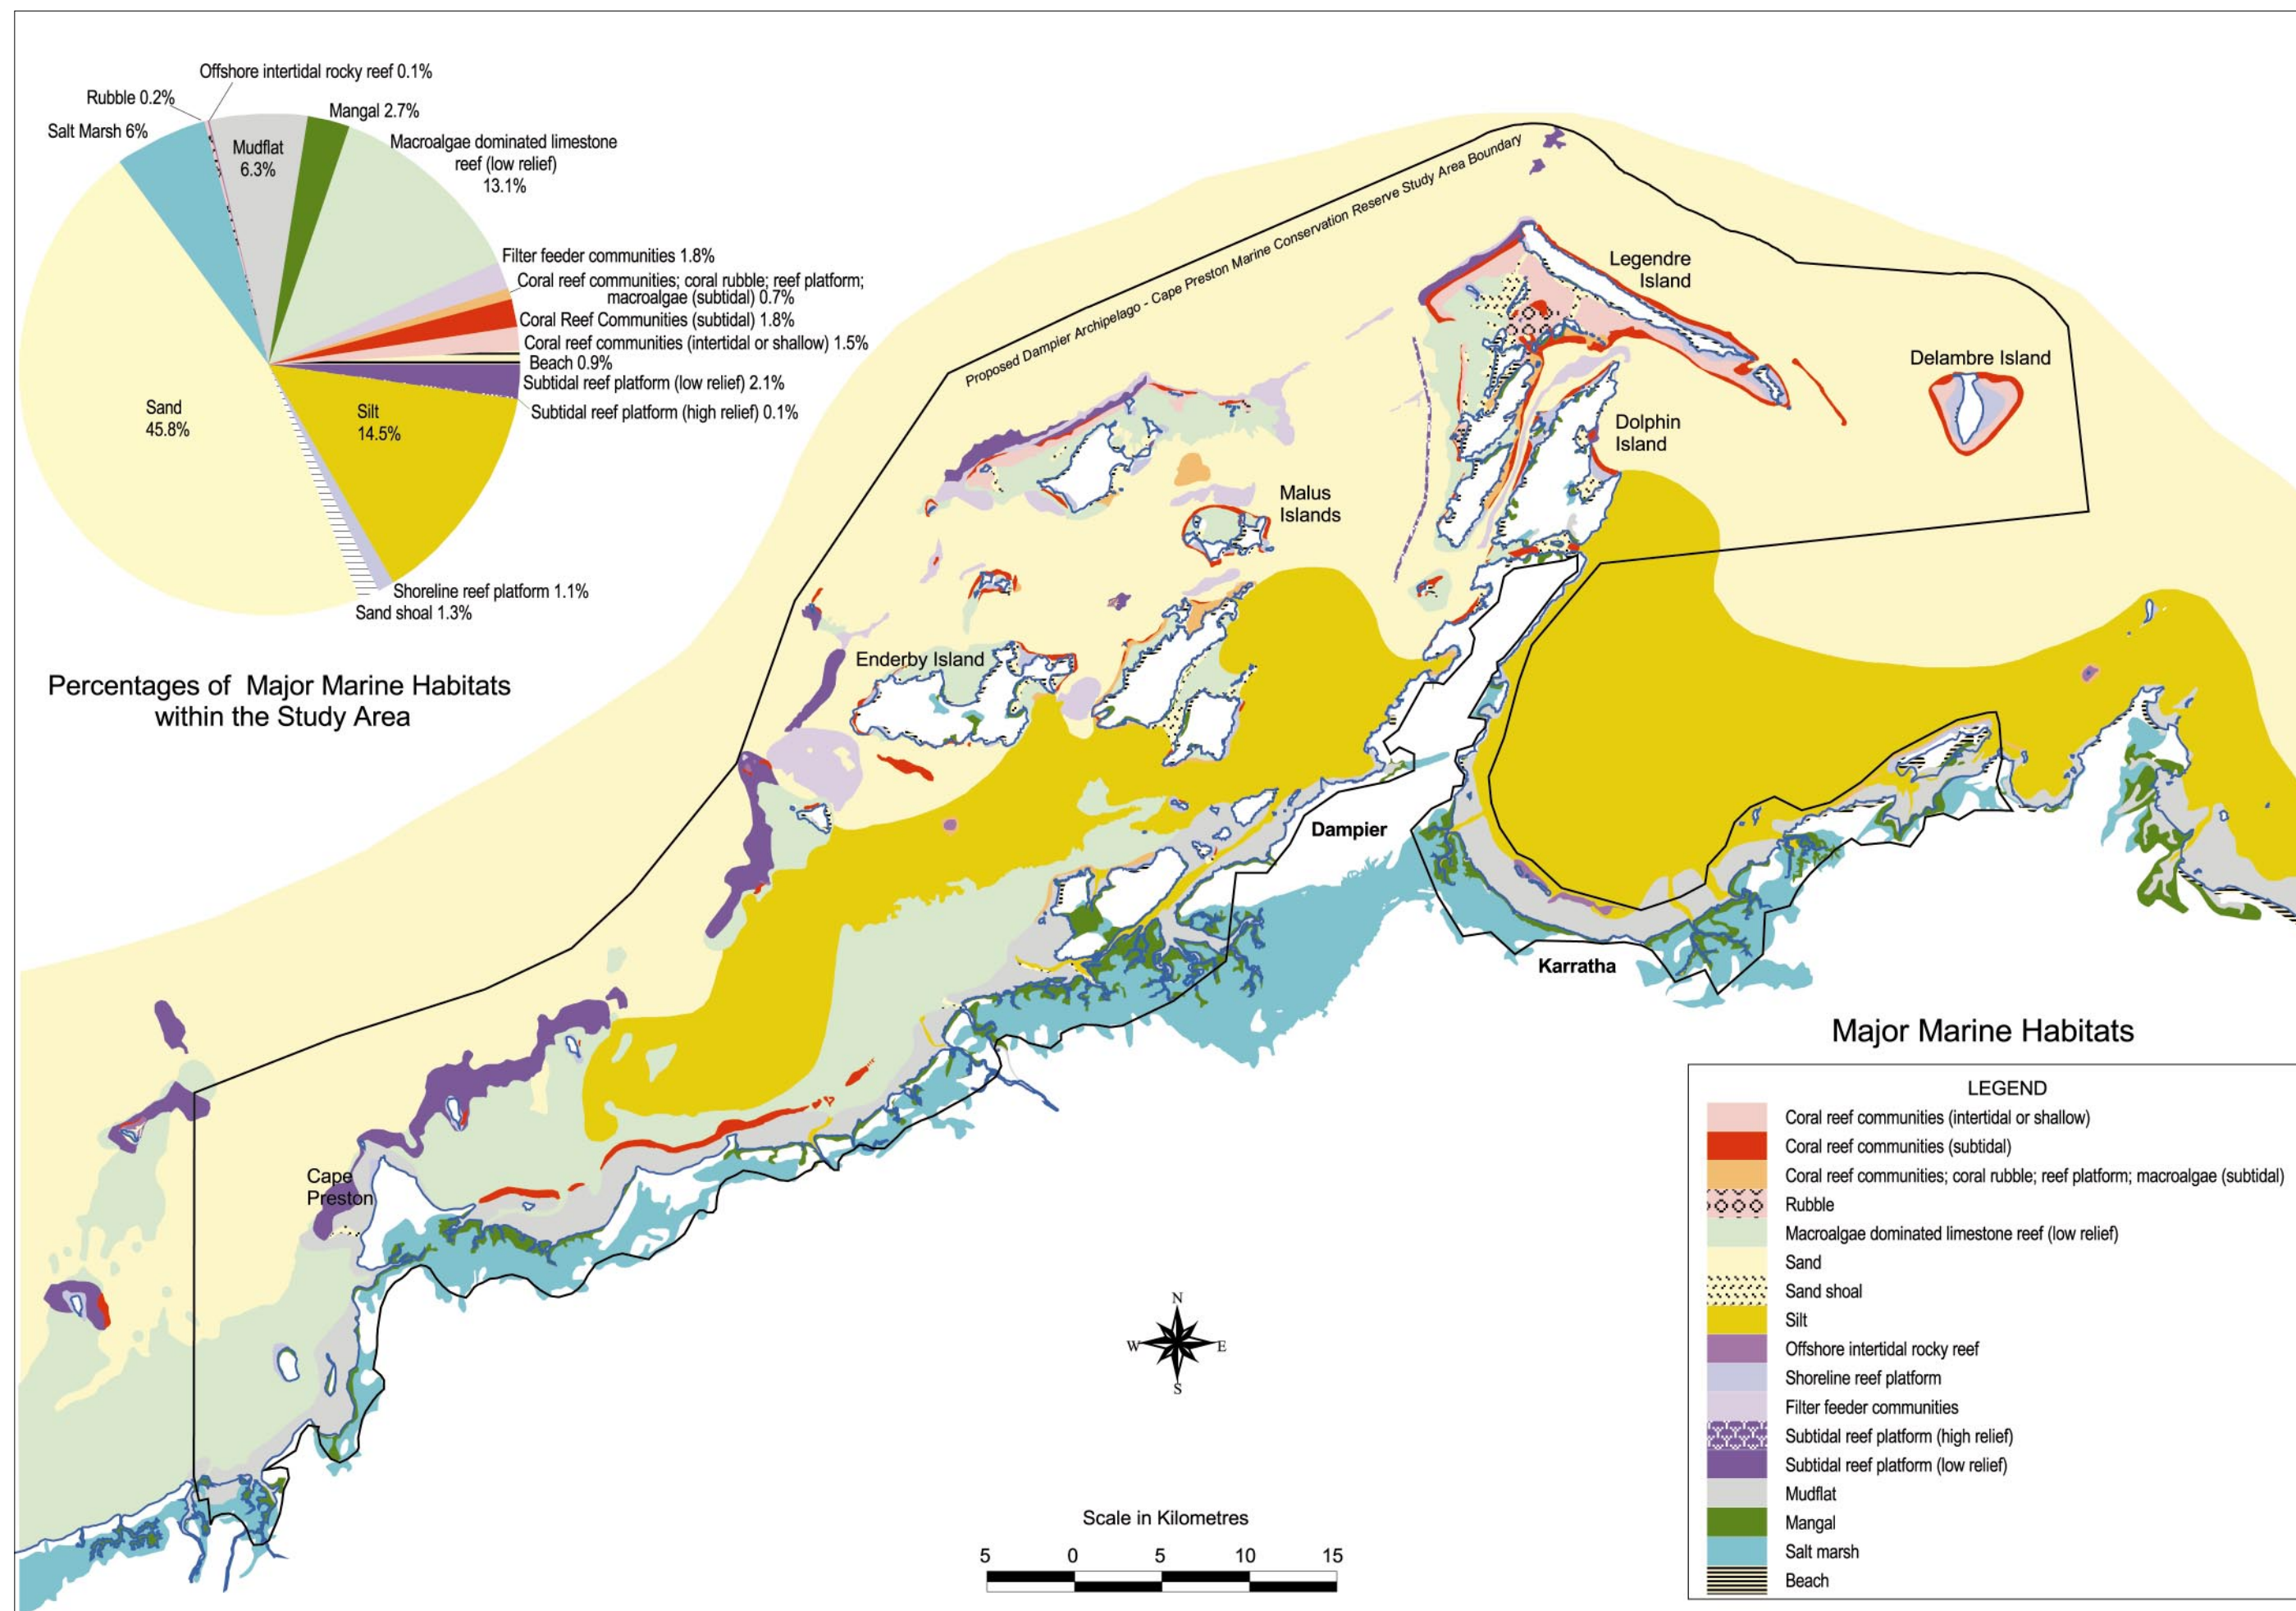 Offshore intertidal rocky reef 0.1%
Rubble 0.2%
Salt Marsh 6%
Mudflat
6.3%
Mangal 2.7%
Macroalgae dominated limestone
reef (low relief)
13.1%
Filter feeder communities 1.8%
Coral reef communities; coral rubble; reef platform;
macroalgae (subtidal) 0.7%
Coral Reef Communities (subtidal) 1.8%
Coral reef communities (intertidal or shallow) 1.5%
Beach 0.9%
Subtidal reef platform (low relief) 2.1%
Subtidal reef platform (high relief) 0.1%
Sand
45.8%
Silt
14.5%
Shoreline reef platform 1.1%
Sand shoal 1.3%
Percentages of Major Marine Habitats
within the Study Area
Proposed Dampier Archipelago - Cape Preston Marine Conservation Reserve Study Area Boundary
Legendre
Island
Delambre Island
Dolphin
Island
Malus
Islands
Enderby Island
Dampier
Karratha
Cape
Preston
N
W
E
S
Scale in Kilometres
5 0 5 10 15
Major Marine Habitats
LEGEND
Coral reef communities (intertidal or shallow)
Coral reef communities (subtidal)
Coral reef communities; coral rubble; reef platform; macroalgae (subtidal)
Rubble
Macroalgae dominated limestone reef (low relief)
Sand
Sand shoal
Silt
Offshore intertidal rocky reef
Shoreline reef platform
Filter feeder communities
Subtidal reef platform (high relief)
Subtidal reef platform (low relief)
Mudflat
Mangal
Salt marsh
Beach